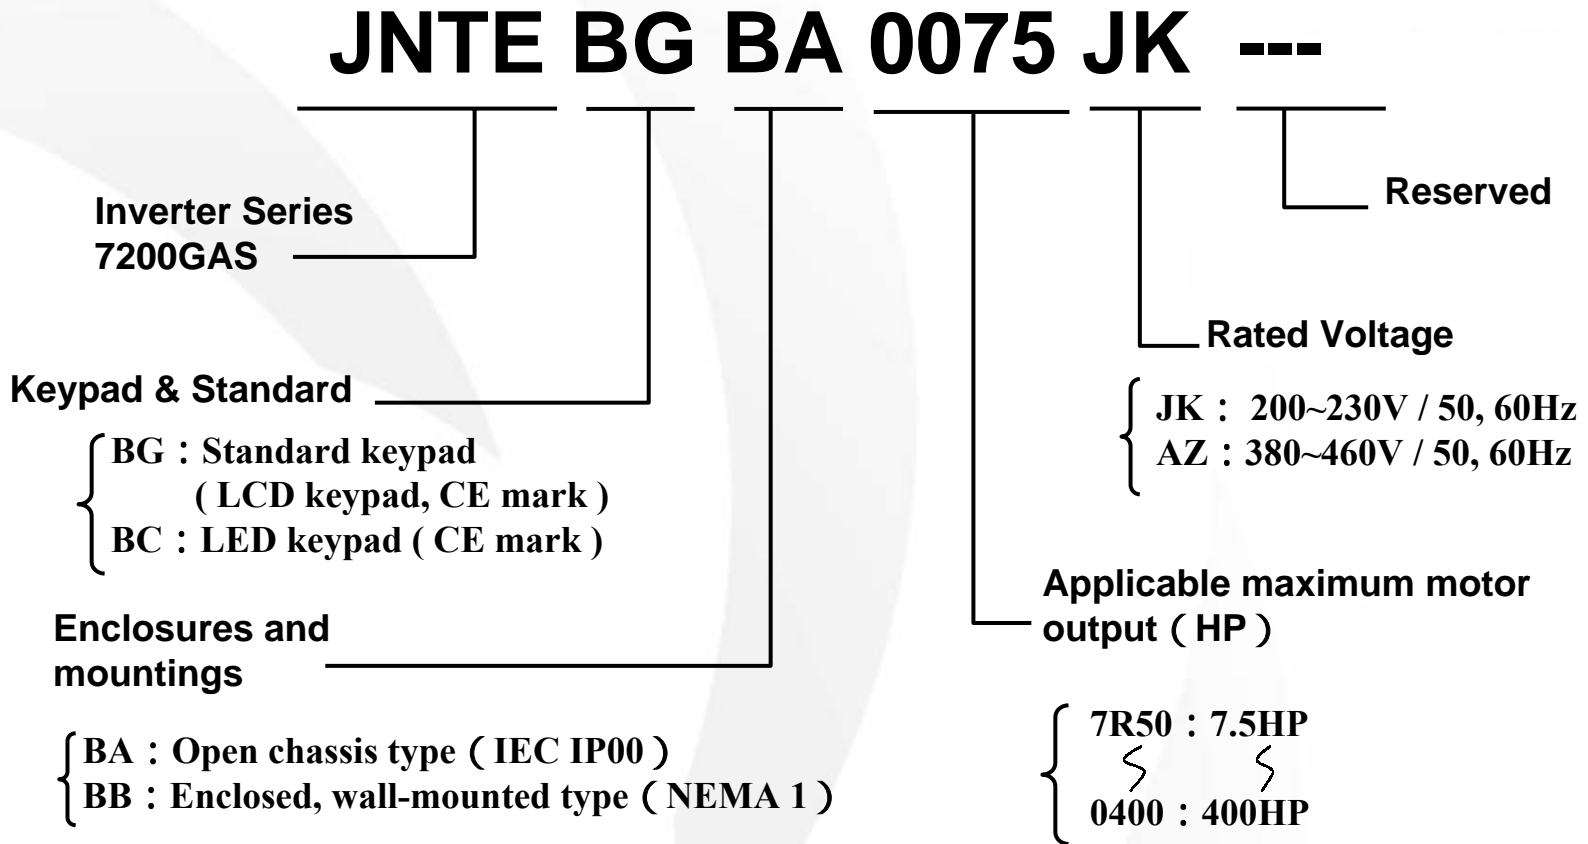 JNTE BG BA 0075 JK ---
Reserved
Inverter Series
7200GAS
Rated Voltage
JK： 200~230V / 50, 60Hz
AZ：380~460V / 50, 60Hz
Keypad & Standard
BG：Standard keypad
( LCD keypad, CE mark )
BC：LED keypad ( CE mark )
Applicable maximum motor
output（HP）
7R50：7.5HP
0400：400HP
Enclosures and
mountings
BA：Open chassis type（IEC IP00）
BB：Enclosed, wall-mounted type（NEMA 1）